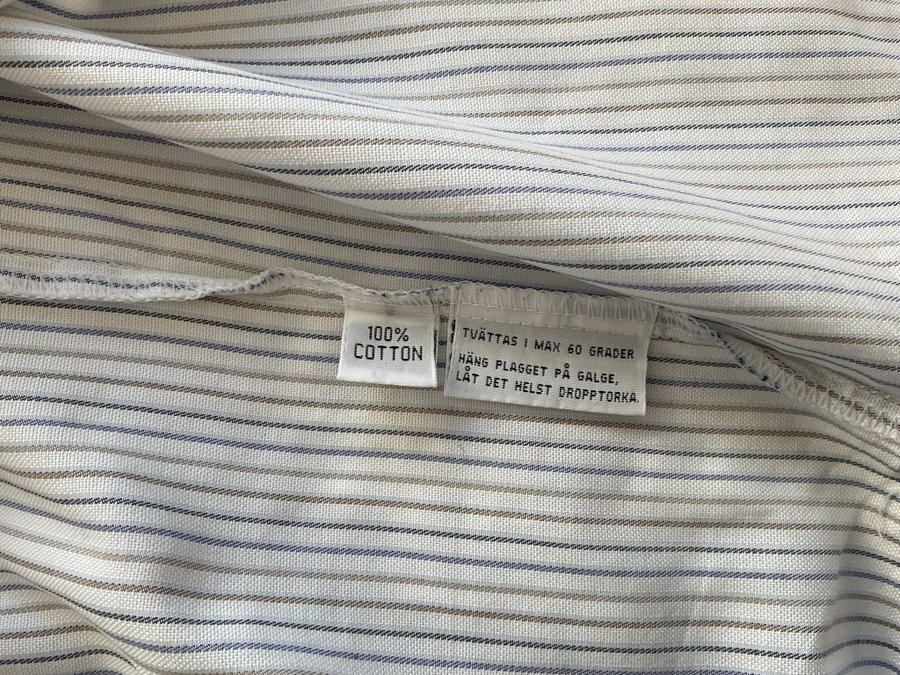 100%
COTTON
TVÄTTAS I MAX 60 GRADER
HÄNG PLAGGET PÅ GALGE,
LÅT DET HELST DROPPTORKA.